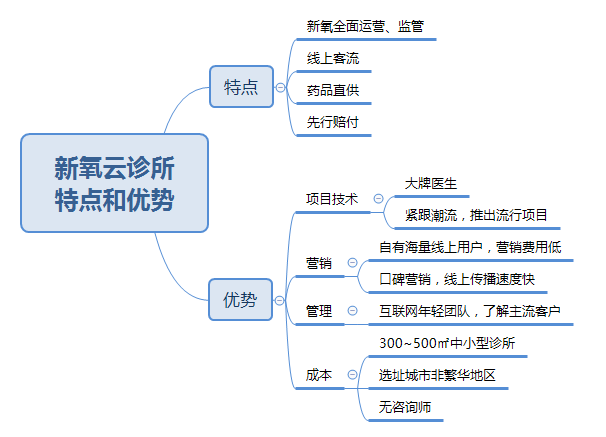 新氧云诊所
特点和优势
特点
新氧全面运营、监管
线上客流
药品直供
先行赔付
优势
项目技术
大牌医生
紧跟潮流，推出流行项目
营销
自有海量线上用户，营销费用低
口碑营销，线上传播速度快
管理
互联网年轻团队，了解主流客户
成本
300~500㎡中小型诊所
选址城市非繁华地区
无咨询师